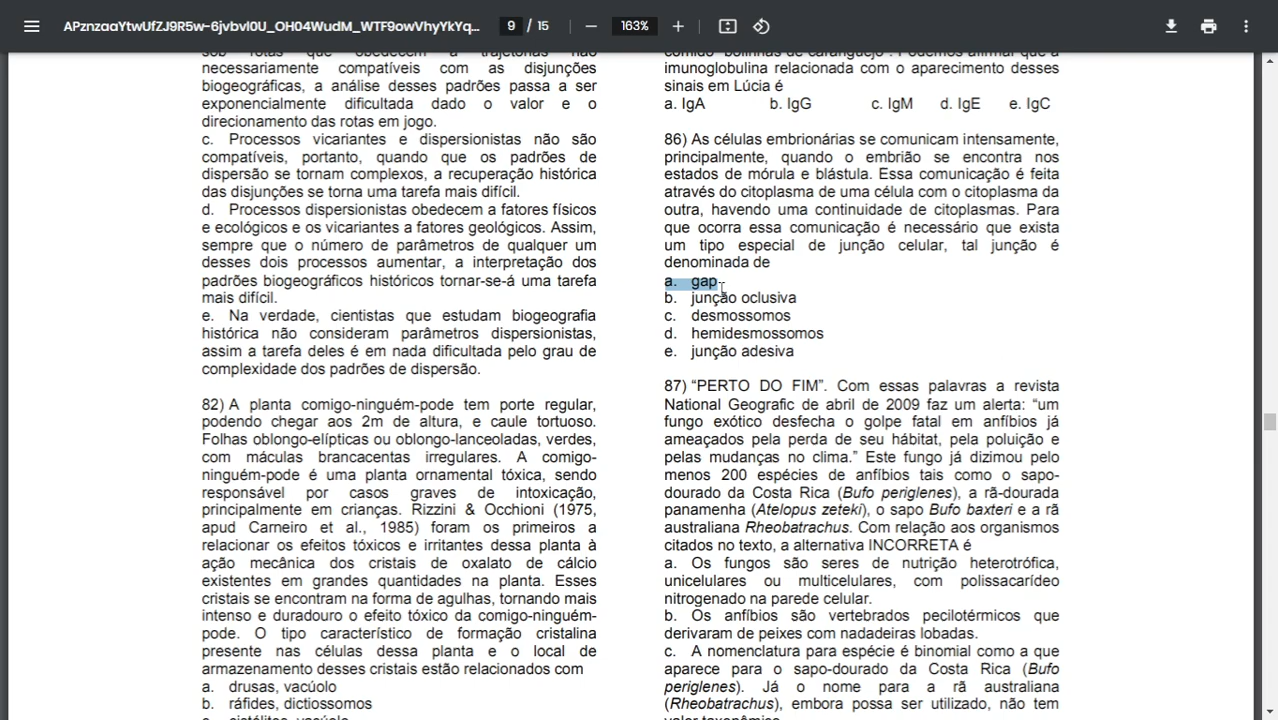 APznzaaYtwUfZJ9R5w-6jvbvI0U_OH04WudM_WTF9owVhyYkYq...
9 / 15
163%
sob rotas que obedecem a trajetórias não
necessariamente compatíveis com as disjunções
biogeográficas, a análise desses padrões passa a ser
exponencialmente dificultada dado o valor e o
direcionamento das rotas em jogo.
c. Processos vicariantes e dispersionistas não são
compatíveis, portanto, quando que os padrões de
dispersão se tornam complexos, a recuperação histórica
das disjunções se torna uma tarefa mais difícil.
d. Processos dispersionistas obedecem a fatores físicos
e ecológicos e os vicariantes a fatores geológicos. Assim,
sempre que o número de parâmetros de qualquer um
desses dois processos aumentar, a interpretação dos
padrões biogeográficos históricos tornar-se-á uma tarefa
mais difícil.
e. Na verdade, cientistas que estudam biogeografia
histórica não consideram parâmetros dispersionistas,
assim a tarefa deles é em nada dificultada pelo grau de
complexidade dos padrões de dispersão.
82) A planta comigo-ninguém-pode tem porte regular,
podendo chegar aos 2m de altura, e caule tortuoso.
Folhas oblongo-elípticas ou oblongo-lanceoladas, verdes,
com máculas brancacentas irregulares. A comigo-
ninguém-pode é uma planta ornamental tóxica, sendo
responsável por casos graves de intoxicação,
principalmente em crianças. Rizzini & Occhioni (1975,
apud Carneiro et al., 1985) foram os primeiros a
relacionar os efeitos tóxicos e irritantes dessa planta à
ação mecânica dos cristais de oxalato de cálcio
existentes em grandes quantidades na planta. Esses
cristais se encontram na forma de agulhas, tornando mais
intenso e duradouro o efeito tóxico da comigo-ninguém-
pode. O tipo característico de formação cristalina
presente nas células dessa planta e o local de
armazenamento desses cristais estão relacionados com
a. drusas, vacúolo
b. ráfides, dictiossomos
c. cistólitos, vacúolo
comido "bolinhas de caranguejo". Podemos afirmar que a
imunoglobulina relacionada com o aparecimento desses
sinais em Lúcia é
a. IgA b. IgG c. IgM d. IgE e. IgC
86) As células embrionárias se comunicam intensamente,
principalmente, quando o embrião se encontra nos
estados de mórula e blástula. Essa comunicação é feita
através do citoplasma de uma célula com o citoplasma da
outra, havendo uma continuidade de citoplasmas. Para
que ocorra essa comunicação é necessário que exista
um tipo especial de junção celular, tal junção é
denominada de
a. gap
b. junção oclusiva
c. desmossomos
d. hemidesmossomos
e. junção adesiva
87) “PERTO DO FIM”. Com essas palavras a revista
National Geografic de abril de 2009 faz um alerta: “um
fungo exótico desfecha o golpe fatal em anfíbios já
ameaçados pela perda de seu hábitat, pela poluição e
pelas mudanças no clima.” Este fungo já dizimou pelo
menos 200 espécies de anfíbios tais como o sapo-
dourado da Costa Rica (Bufo periglenes), a rã-dourada
panamenha (Atelopus zeteki), o sapo Bufo baxteri e a rã
australiana Rheobatrachus. Com relação aos organismos
citados no texto, a alternativa INCORRETA é
a. Os fungos são seres de nutrição heterotrófica,
unicelulares ou multicelulares, com polissacarídeo
nitrogenado na parede celular.
b. Os anfíbios são vertebrados pecilotérmicos que
derivaram de peixes com nadadeiras lobadas.
c. A nomenclatura para espécie é binomial como a que
aparece para o sapo-dourado da Costa Rica (Bufo
periglenes). Já o nome para a rã australiana
(Rheobatrachus), embora possa ser utilizado, não tem
valor taxonômico